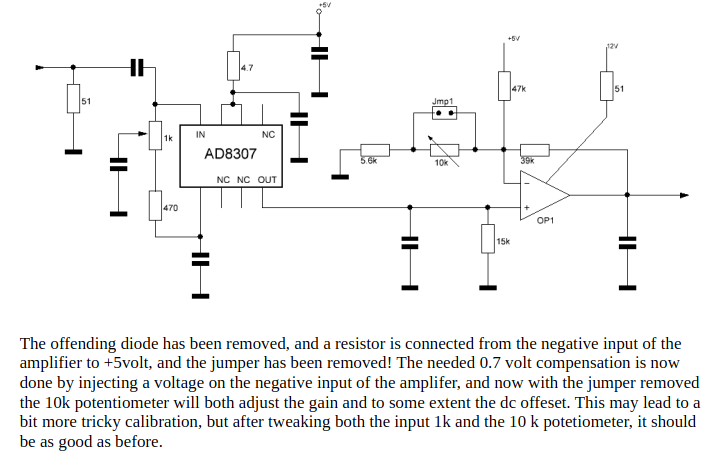 +5V
+5V
12V
4.7
47k
51
51
Jmp1
1k
IN
NC
AD8307
5.6k
10k
39k
NC NC OUT
-
+
470
OP1
15k
The offending diode has been removed, and a resistor is connected from the negative input of the
amplifier to +5volt, and the jumper has been removed! The needed 0.7 volt compensation is now
done by injecting a voltage on the negative input of the amplifer, and now with the jumper removed
the 10k potentiometer will both adjust the gain and to some extent the dc offeset. This may lead to a
bit more tricky calibration, but after tweaking both the input 1k and the 10 k potetiometer, it should
be as good as before.